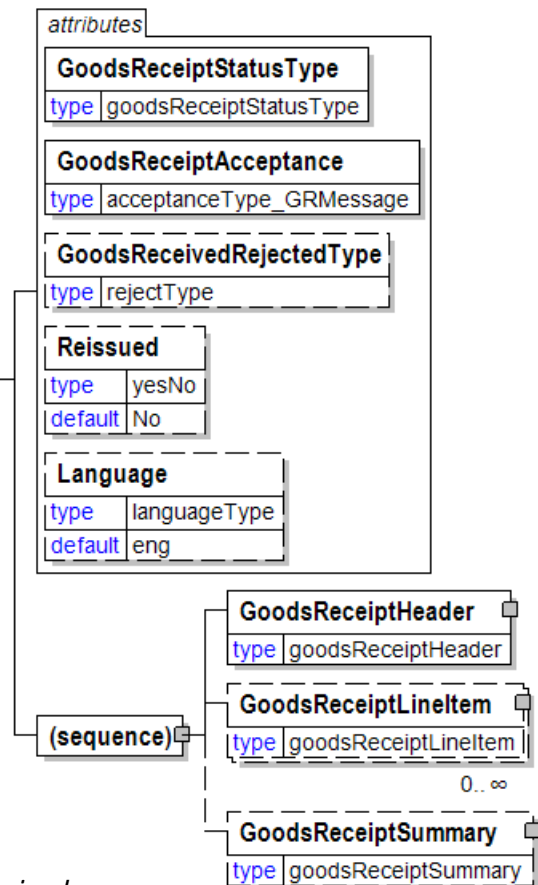 attributes
GoodsReceiptStatusType
type goodsReceiptStatusType
GoodsReceiptAcceptance
type acceptanceType_GRMessage
GoodsReceivedRejectedType
type rejectType
Reissued
type yesNo
default No
Language
type languageType
default eng
GoodsReceiptHeader
type goodsReceiptHeader
(sequence)
GoodsReceiptLineItem
type goodsReceiptLineItem
0.. ∞
GoodsReceiptSummary
type goodsReceiptSummary